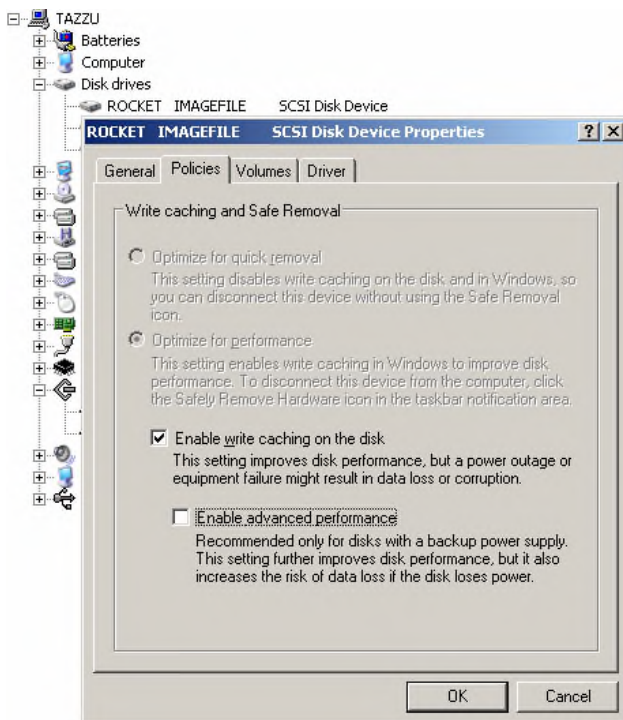 TAZZU
Batteries
Computer
Disk drives
ROCKET IMAGEFILE SCSI Disk Device
ROCKET IMAGEFILE SCSI Disk Device Properties
General Policies Volumes Driver
Write caching and Safe Removal
Optimize for quick removal
This setting disables write caching on the disk and in Windows, so
you can disconnect this device without using the Safe Removal
icon.
Optimize for performance
This setting enables write caching in Windows to improve disk
performance. To disconnect this device from the computer, click
the Safely Remove Hardware icon in the taskbar notification area.
Enable write caching on the disk
This setting improves disk performance, but a power outage or
equipment failure might result in data loss or corruption.
Enable advanced performance
Recommended only for disks with a backup power supply.
This setting further improves disk performance, but it also
increases the risk of data loss if the disk loses power.
OK Cancel